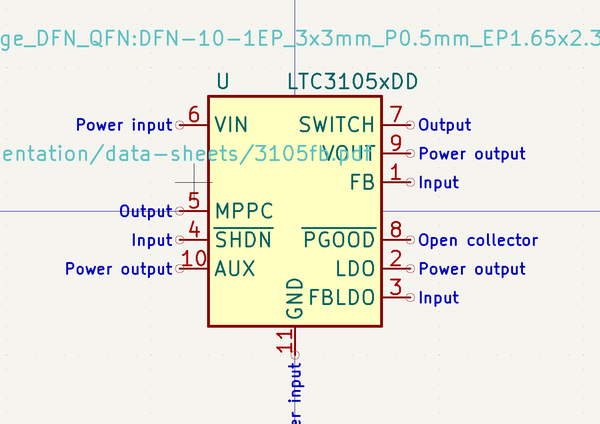 ge_DFN_QFN:DFN-10-1EP_3x3mm_P0.5mm_EP1.65x2.3
U LTC3105xDD
Power input 6 VIN SWITCH 7 Output
entation/data-sheets/3105fb.pdf VOUT 9 Power output
FB 1 Input
Output 5 MPPC
Input 4 SHDN PGOOD 8 Open collector
Power output 10 AUX LDO 2 Power output
GND FBLDO 3 Input
11
er input